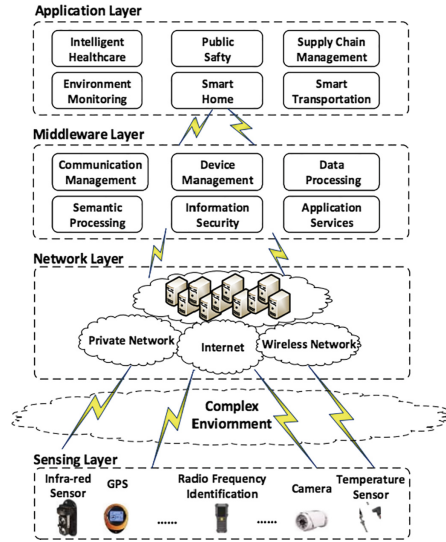 Application Layer
Intelligent
Healthcare
Public
Safty
Supply Chain
Management
Environment
Monitoring
Smart
Home
Smart
Transportation
Middleware Layer
Communication
Management
Device
Management
Data
Processing
Semantic
Processing
Information
Security
Application
Services
Network Layer
Private Network
Internet
Wireless Network
Complex
Enviornment
Sensing Layer
Infra-red
Sensor
GPS
......
Radio Frequency
Identification
......
Camera
Temperature
Sensor